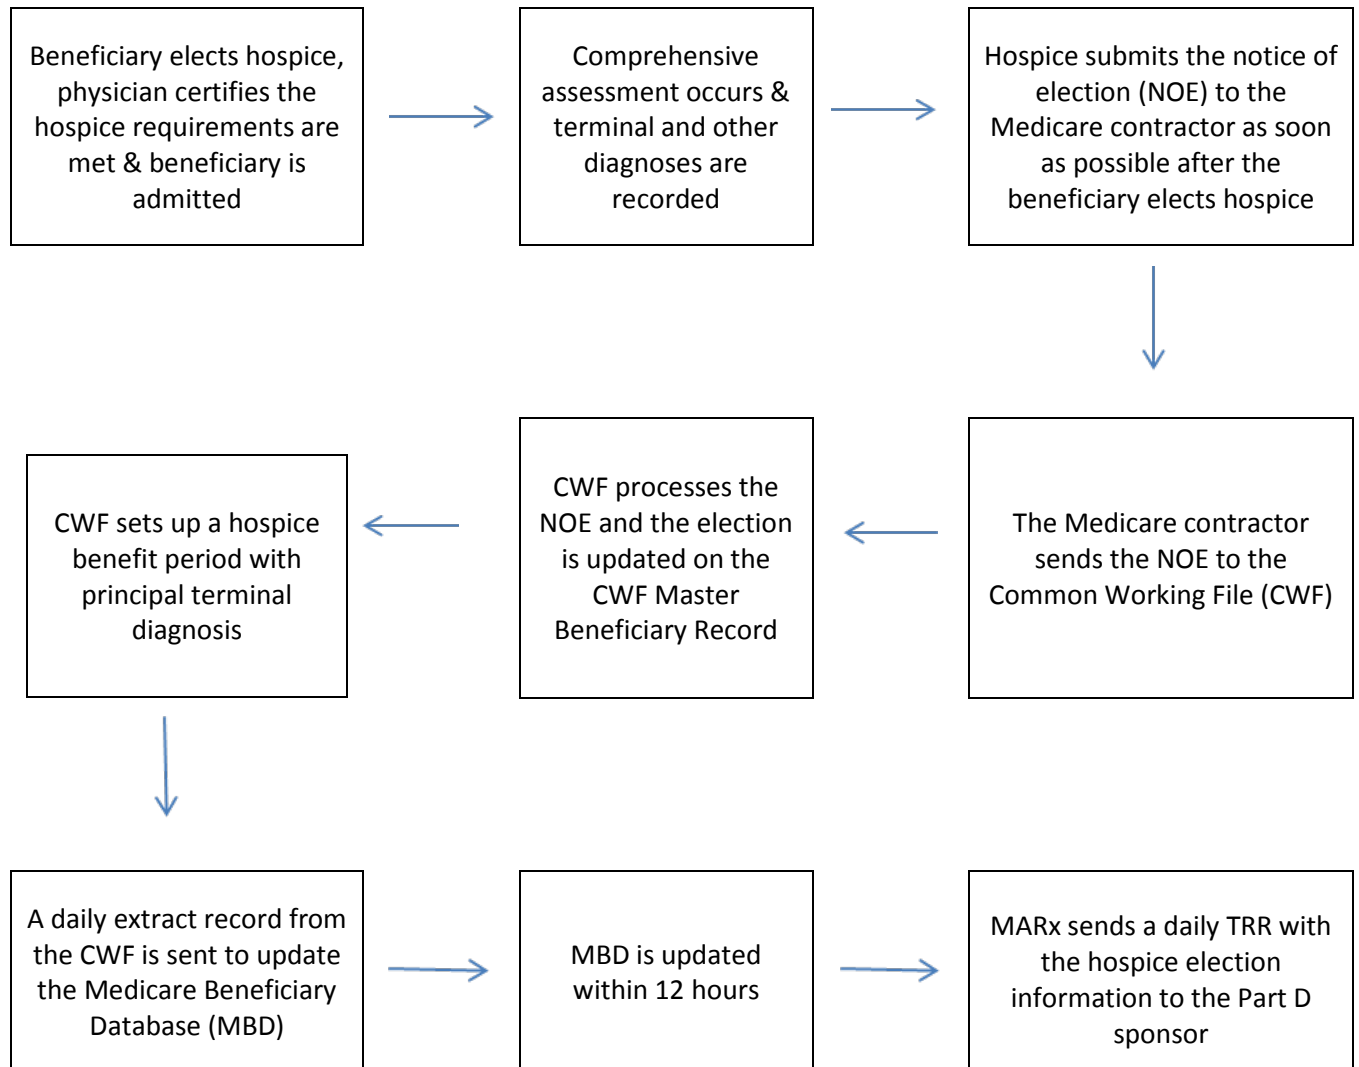 Beneficiary elects hospice,
physician certifies the
hospice requirements are
met & beneficiary is
admitted
Comprehensive
assessment occurs &
terminal and other
diagnoses are
recorded
Hospice submits the notice of
election (NOE) to the
Medicare contractor as soon
as possible after the
beneficiary elects hospice
The Medicare contractor
sends the NOE to the
Common Working File (CWF)
CWF processes the
NOE and the election
is updated on the
CWF Master
Beneficiary Record
CWF sets up a hospice
benefit period with
principal terminal
diagnosis
A daily extract record from
the CWF is sent to update
the Medicare Beneficiary
Database (MBD)
MBD is updated
within 12 hours
MARx sends a daily TRR with
the hospice election
information to the Part D
sponsor